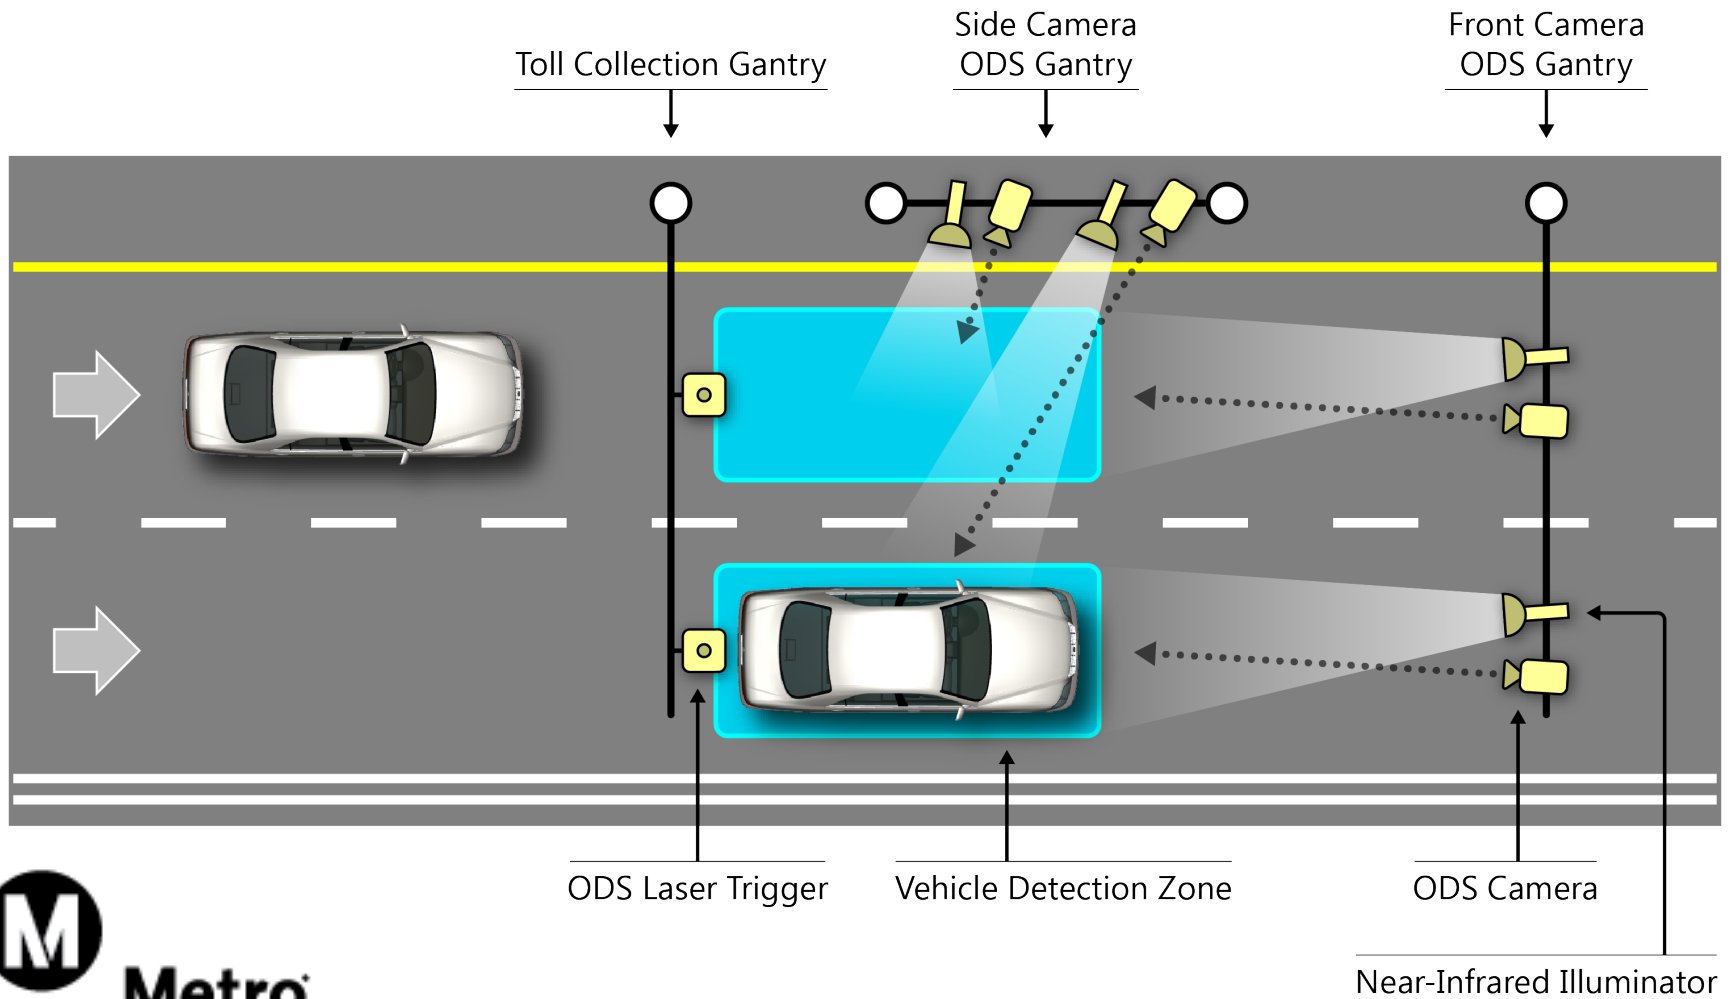 Side Camera
ODS Gantry
Front Camera
ODS Gantry
Toll Collection Gantry
ODS Laser Trigger
Vehicle Detection Zone
ODS Camera
Near-Infrared Illuminator
M
Metro